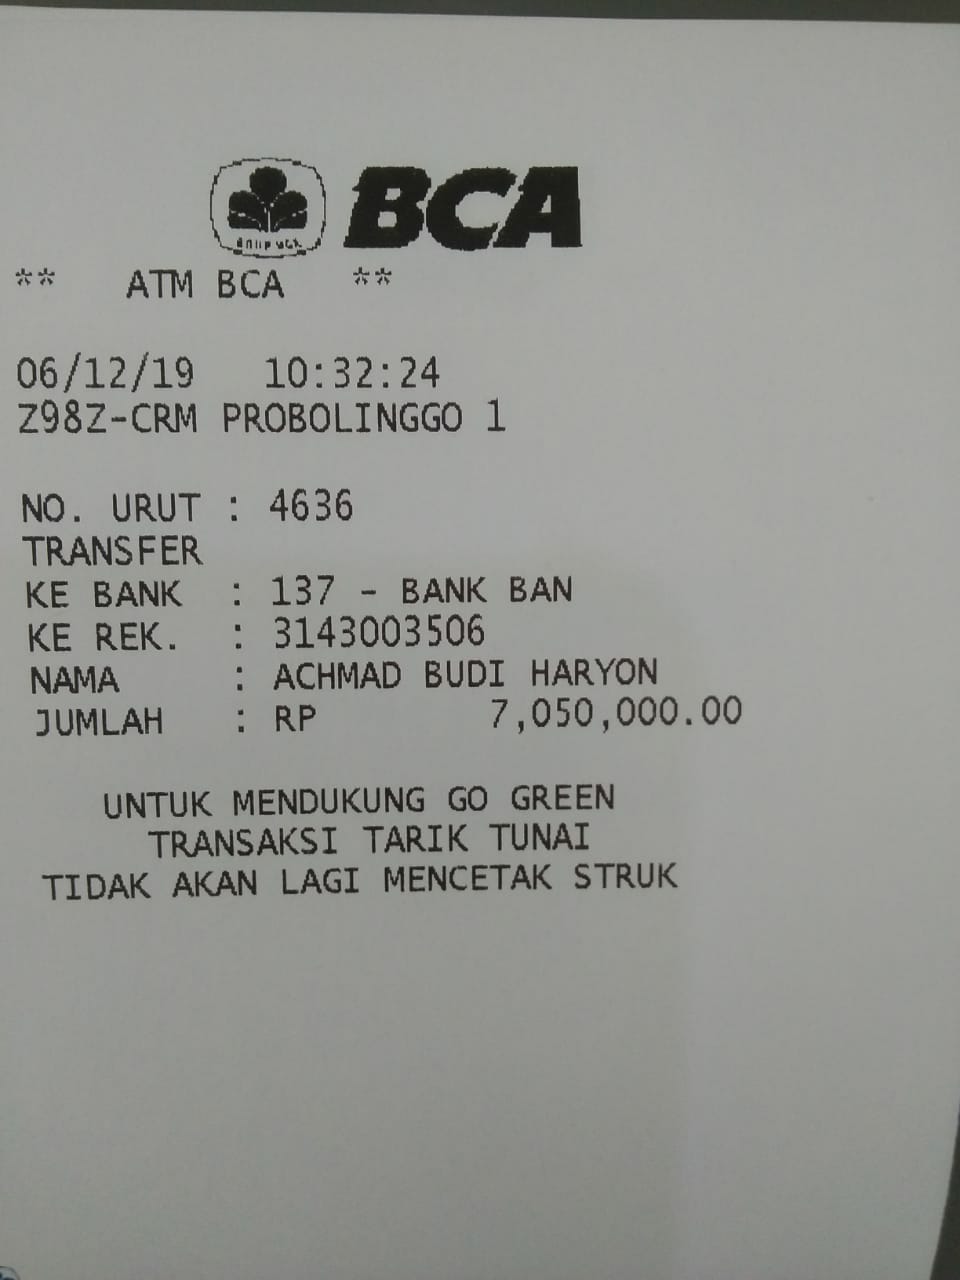 BCA
** ATM BCA **
06/12/19 10:32:24
Z98Z-CRM PROBOLINGGO 1
NO. URUT : 4636
TRANSFER
KE BANK : 137 - BANK BAN
KE REK. : 3143003506
NAMA : ACHMAD BUDI HARYON
JUMLAH : RP 7,050,000.00
UNTUK MENDUKUNG GO GREEN
TRANSAKSI TARIK TUNAI
TIDAK AKAN LAGI MENCETAK STRUK